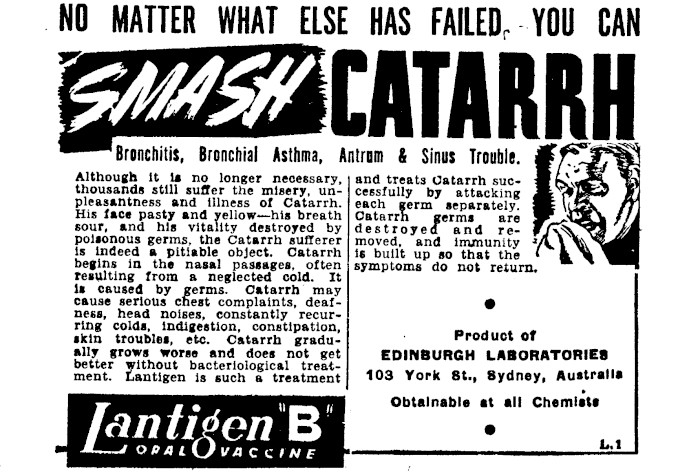 NO MATTER WHAT ELSE HAS FAILED, YOU CAN
SMASH CATARRH
Bronchitis, Bronchial Asthma, Antrum & Sinus Trouble.
Although it is no longer necessary,
thousands still suffer the misery, un-
pleasantness and illness of Catarrh.
His face pasty and yellow—his breath
sour, and his vitality destroyed by
poisonous germs, the Catarrh sufferer
is indeed a pitiable object. Catarrh
begins in the nasal passages, often
resulting from a neglected cold. It
is caused by germs. Catarrh may
cause serious chest complaints, deaf-
ness, head noises, constantly recur-
ring colds, indigestion, constipation,
skin troubles, etc. Catarrh gradu-
ally grows worse and does not get
better without bacteriological treat-
ment. Lantigen is such a treatment
and treats Catarrh suc-
cessfully by attacking
each germ separately.
Catarrh germs are
destroyed and re-
moved, and immunity
is built up so that the
symptoms do not return.
Product of
EDINBURGH LABORATORIES
103 York St., Sydney, Australia
Obtainable at all Chemists
L.1
Lantigen "B"
ORAL VACCINE